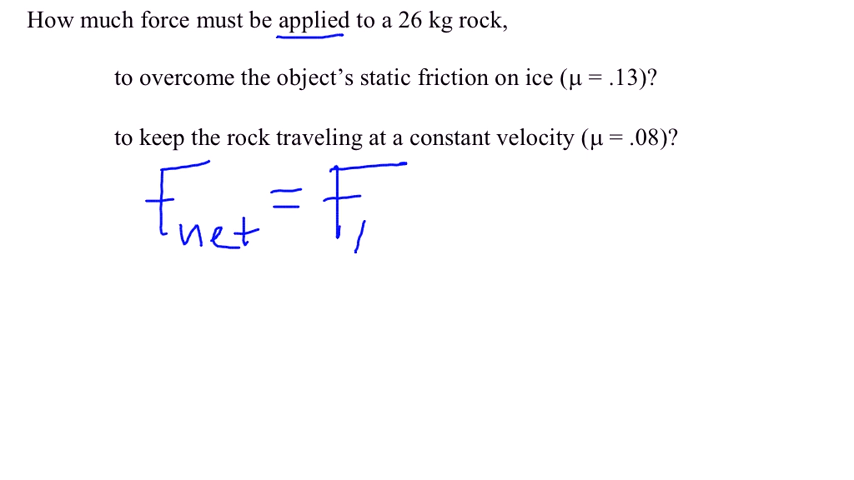 How much force must be applied to a 26 kg rock,
to overcome the object's static friction on ice (μ = .13)?
to keep the rock traveling at a constant velocity (μ = .08)?
Fnet = F